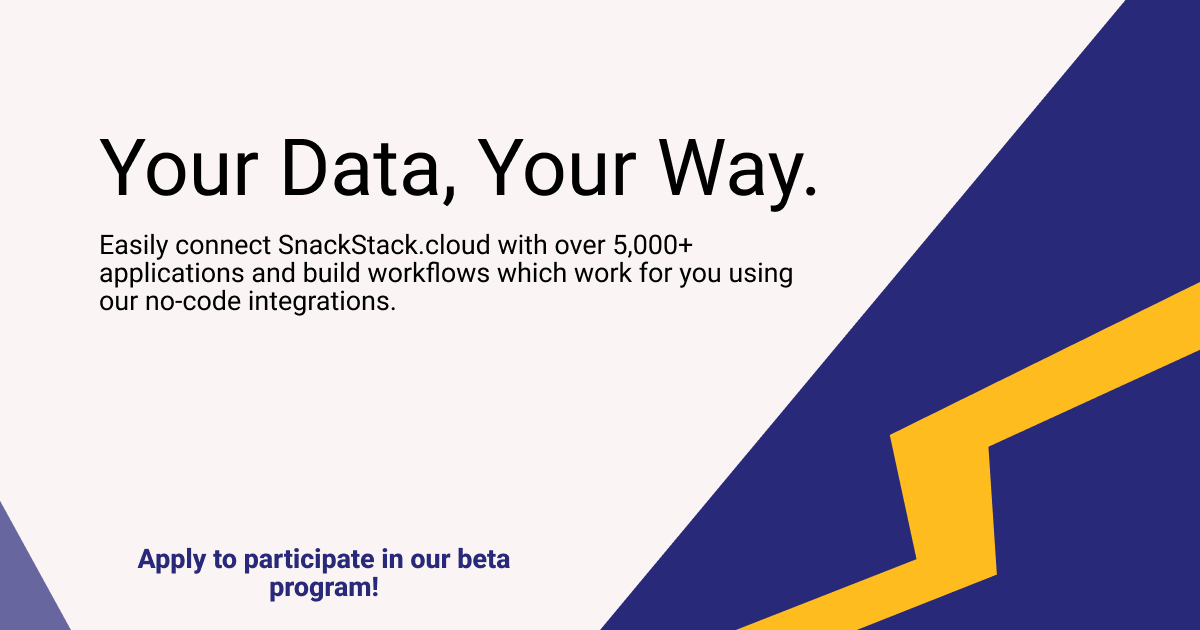 Your Data, Your Way.
Easily connect SnackStack.cloud with over 5,000+
applications and build workflows which work for you using
our no-code integrations.
Apply to participate in our beta
program!